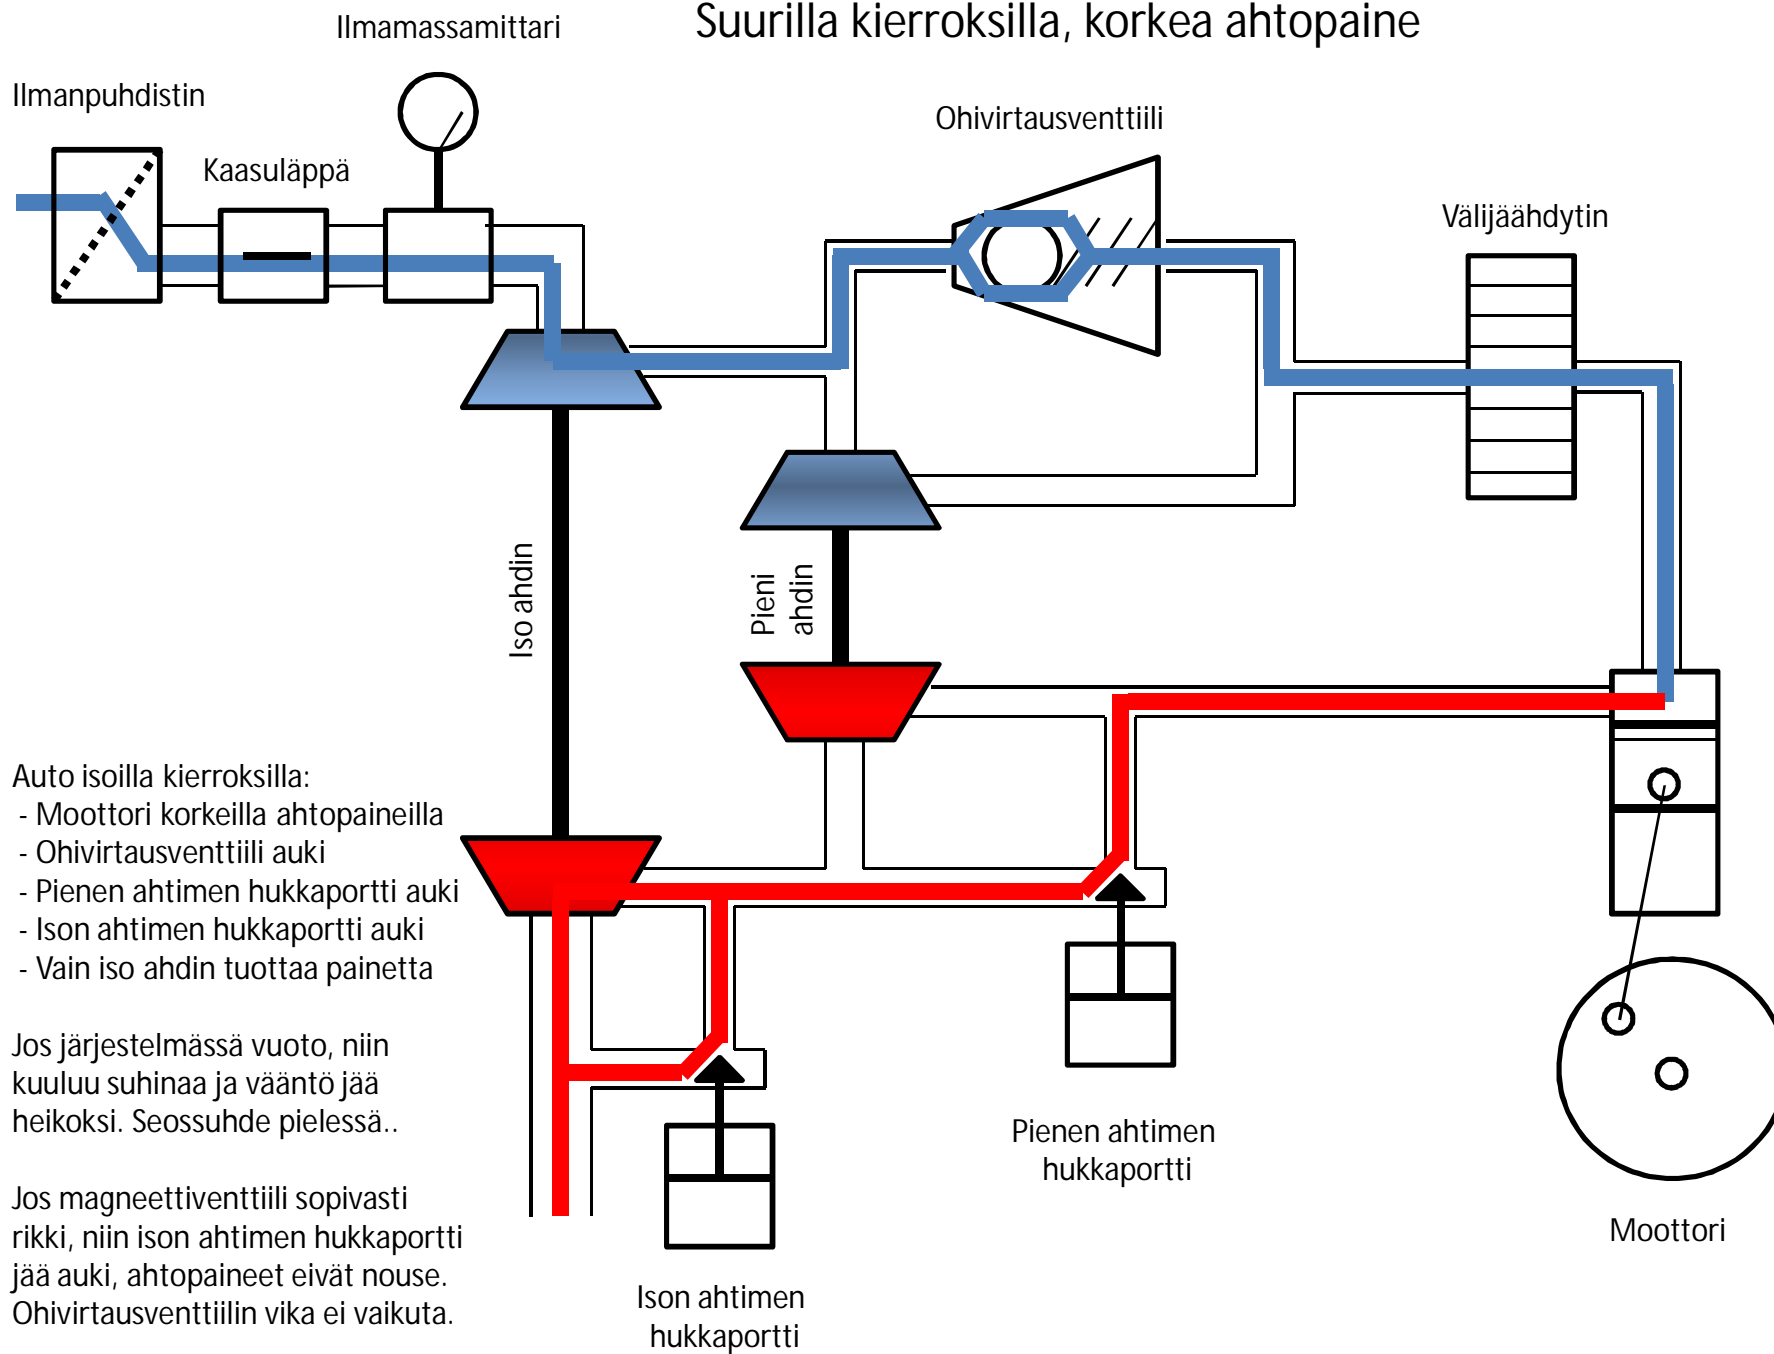 Suurilla kierroksilla, korkea ahtopaine
Ilmamassamittari
Ilmanpuhdistin
Ohivirtausventtiili
Kaasuläppä
Välijäähdytin
Iso ahdin
Pieni
ahdin
Auto isoilla kierroksilla:
- Moottori korkeilla ahtopaineilla
- Ohivirtausventtiili auki
- Pienen ahtimen hukkaportti auki
- Ison ahtimen hukkaportti auki
- Vain iso ahdin tuottaa painetta
Jos järjestelmässä vuoto, niin
kuuluu suhinaa ja vääntö jää
heikoksi. Seossuhde pielessä..
Jos magneettiventtiili sopivasti
rikki, niin ison ahtimen hukkaportti
jää auki, ahtopaineet eivät nouse.
Ohivirtausventtiilin vika ei vaikuta.
Pienen ahtimen
hukkaportti
Ison ahtimen
hukkaportti
Moottori